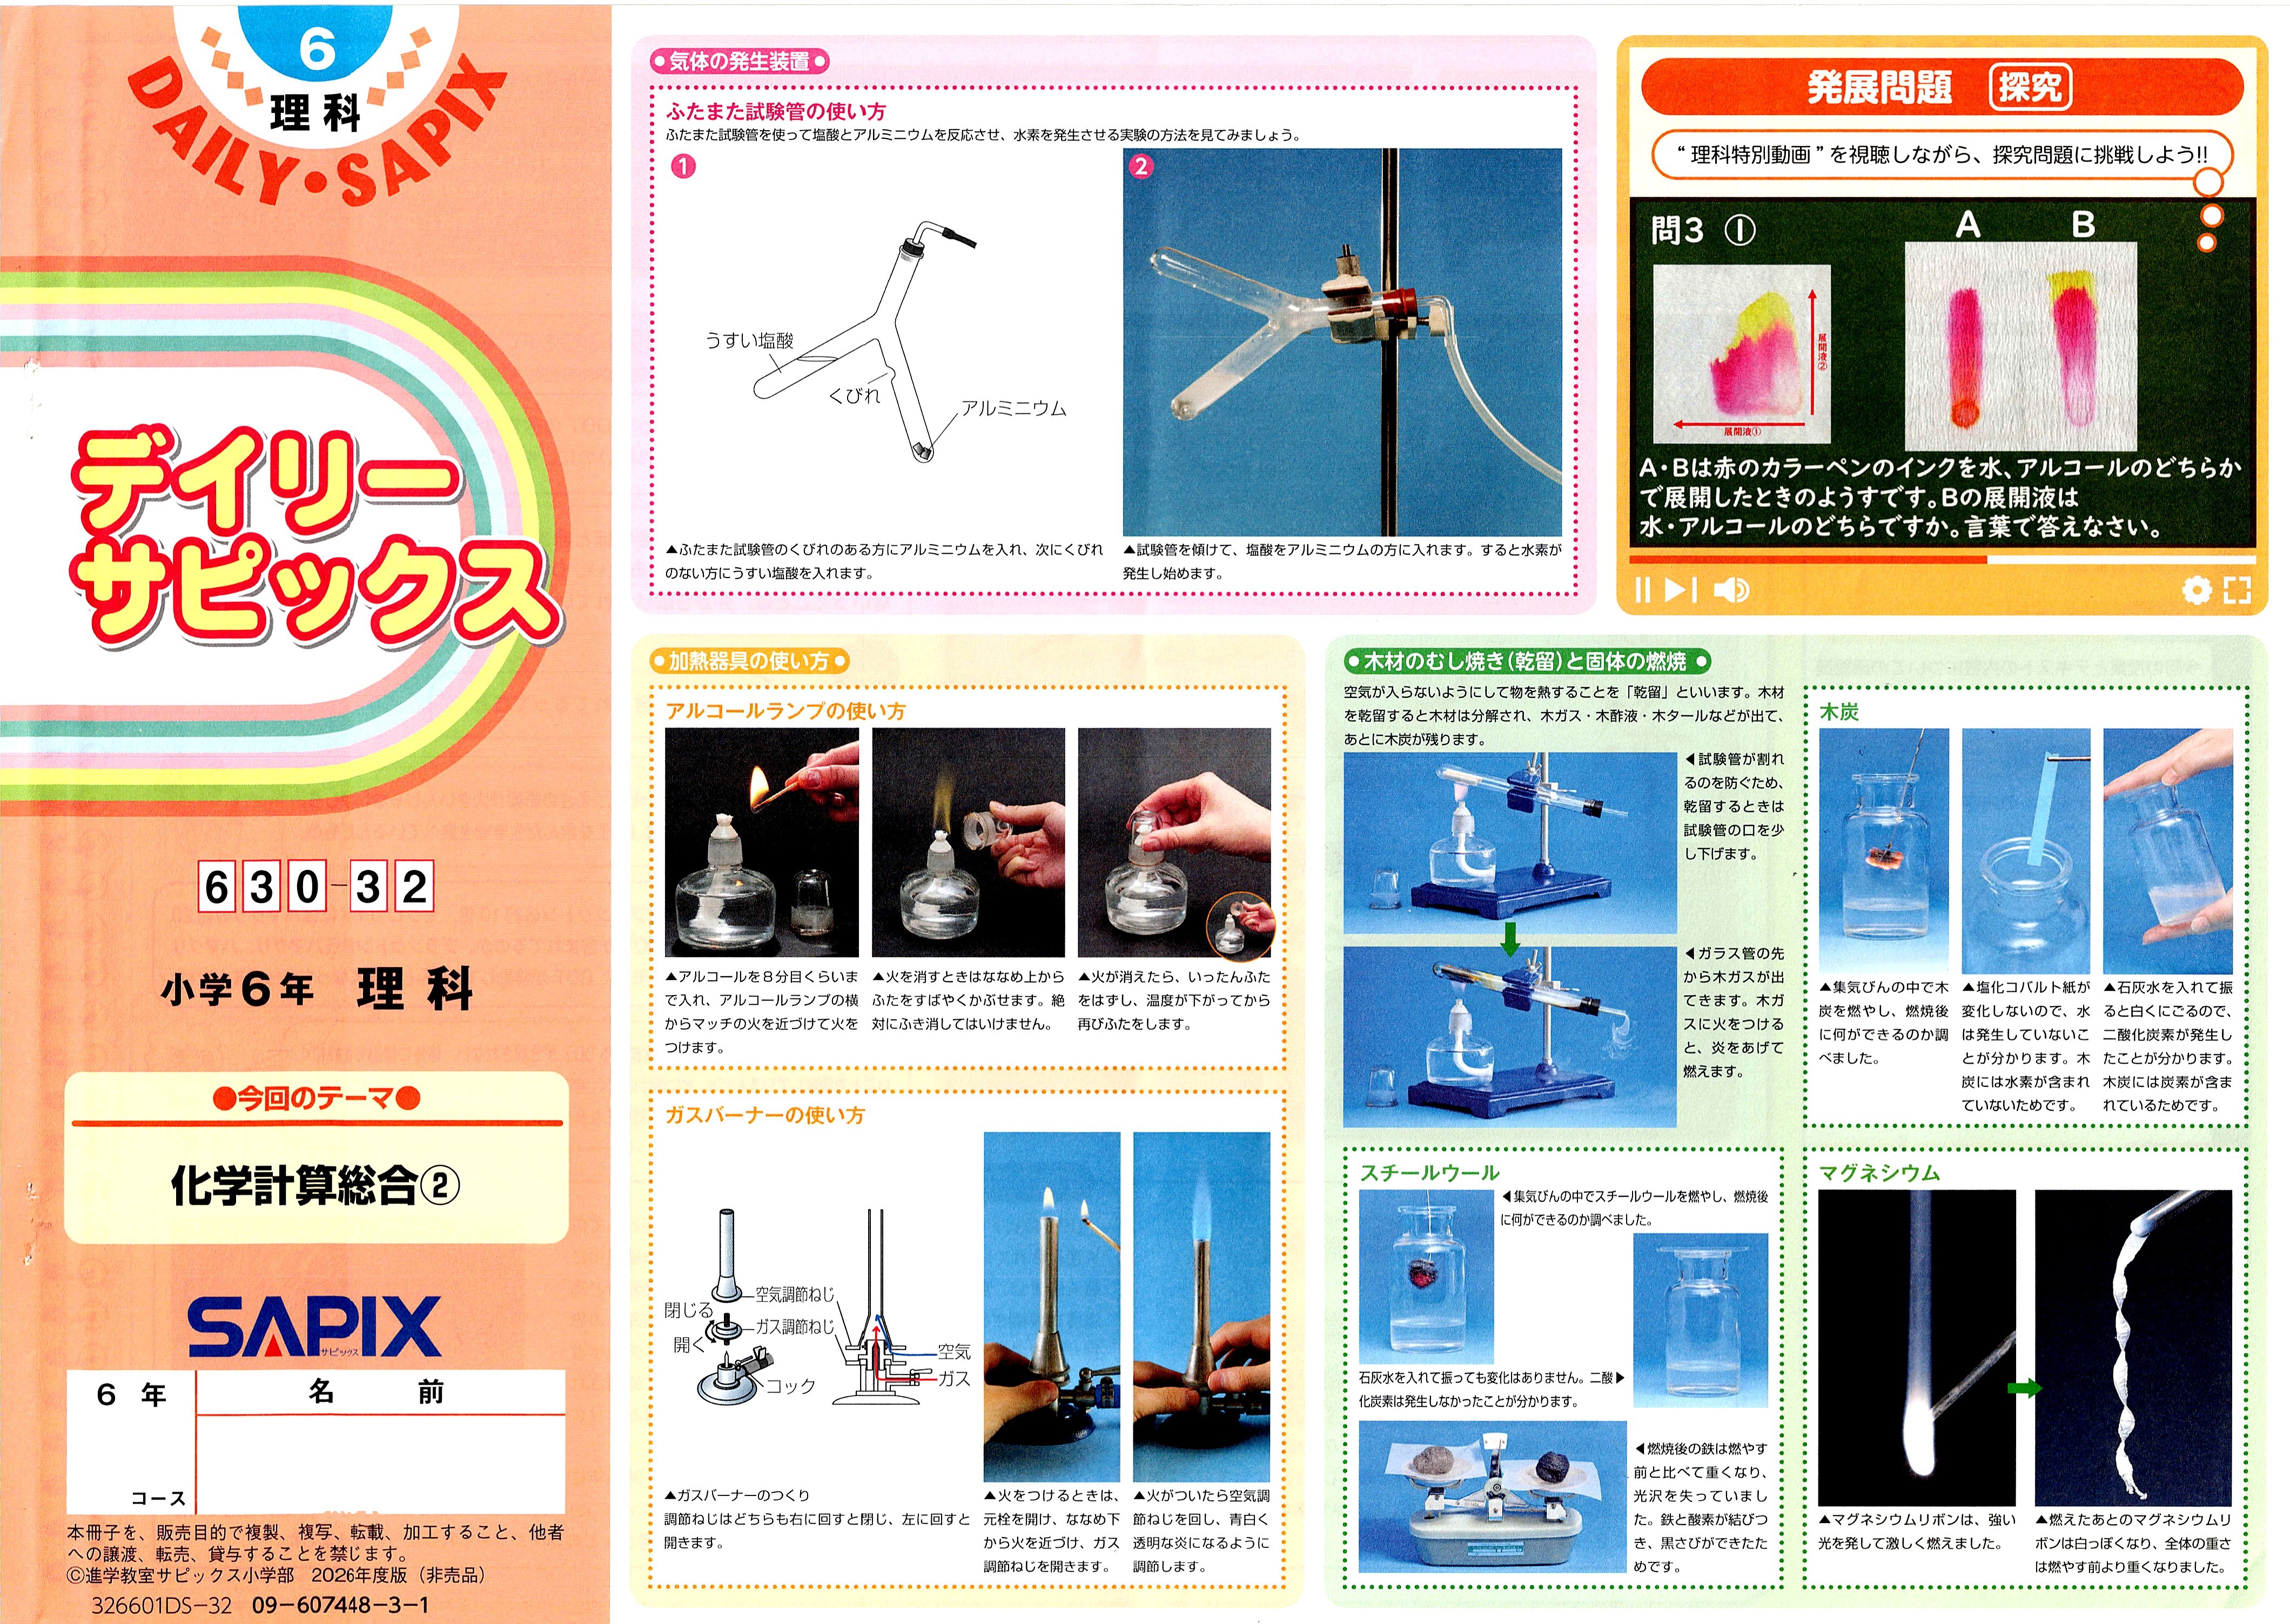 6
理科
DAILY・SAPIX
デイリー
サピックス
630-32
小学6年 理科
●今回のテーマ●
化学計算総合②
SAPIX
サピックス
6年
名前
コース
本冊子を、販売目的で複製、複写、転載、加工すること、他者
への譲渡、転売、貸与することを禁じます。
©進学教室サピックス小学部 2026年度版（非売品）
326601DS-32 09-607448-3-1
●気体の発生装置●
ふたまた試験管の使い方
ふたまた試験管を使って塩酸とアルミニウムを反応させ、水素を発生させる実験の方法を見てみましょう。
1
うすい塩酸
くびれ
アルミニウム
▲ふたまた試験管のくびれのある方にアルミニウムを入れ、次にくびれ
のない方にうすい塩酸を入れます。
2
▲試験管を傾けて、塩酸をアルミニウムの方に入れます。すると水素が
発生し始めます。
発展問題 探究
“理科特別動画”を視聴しながら、探究問題に挑戦しよう!!
問3 ①
A B
展開液②
展開液①
A・Bは赤のカラーペンのインクを水、アルコールのどちらか
で展開したときのようすです。Bの展開液は
水・アルコールのどちらですか。言葉で答えなさい。
●加熱器具の使い方●
アルコールランプの使い方
▲アルコールを8分目くらいま
で入れ、アルコールランプの横
からマッチの火を近づけて火を
つけます。
▲火を消すときはななめ上から
ふたをすばやくかぶせます。絶
対にふき消してはいけません。
▲火が消えたら、いったんふた
をはずし、温度が下がってから
再びふたをします。
ガスバーナーの使い方
閉じる
開く
空気調節ねじ
ガス調節ねじ
コック
空気
ガス
▲ガスバーナーのつくり
調節ねじはどちらも右に回すと閉じ、左に回すと
開きます。
▲火をつけるときは、
元栓を開け、ななめ下
から火を近づけ、ガス
調節ねじを開きます。
▲火がついたら空気調
節ねじを回し、青白く
透明な炎になるように
調節します。
●木材のむし焼き（乾留）と固体の燃焼●
空気が入らないようにして物を熱することを「乾留」といいます。木材
を乾留すると木材は分解され、木ガス・木酢液・木タールなどが出て、
あとに木炭が残ります。
◀試験管が割れ
るのを防ぐため、
乾留するときは
試験管の口を少
し下げます。
◀ガラス管の先
から木ガスが出
てきます。木ガ
スに火をつける
と、炎をあげて
燃えます。
木炭
▲集気びんの中で木
炭を燃やし、燃焼後
に何ができるのか調
べました。
▲塩化コバルト紙が
変化しないので、水
は発生していないこ
とが分かります。木
炭には水素が含まれ
ていないためです。
▲石灰水を入れて振
ると白くにごるので、
二酸化炭素が発生し
たことが分かります。
木炭には炭素が含ま
れているためです。
スチールウール
◀集気びんの中でスチールウールを燃やし、燃焼後
に何ができるのか調べました。
石灰水を入れて振っても変化はありません。二酸▶
化炭素は発生しなかったことが分かります。
◀燃焼後の鉄は燃やす
前と比べて重くなり、
光沢を失っていまし
た。鉄と酸素が結びつ
き、黒さびができたた
めです。
マグネシウム
▲マグネシウムリボンは、強い
光を発して激しく燃えました。
▲燃えたあとのマグネシウムリ
ボンは白っぽくなり、全体の重さ
は燃やす前より重くなりました。